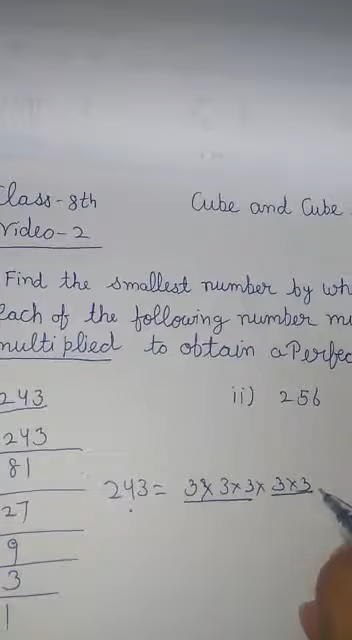 Class-8th
Cube and Cube
Video-2
Find the smallest number by
Each of the following number
multiplied to obtain a Perfec
243
ii) 256
243
81
243 = 3×3×3×3×3
27
9
3
1